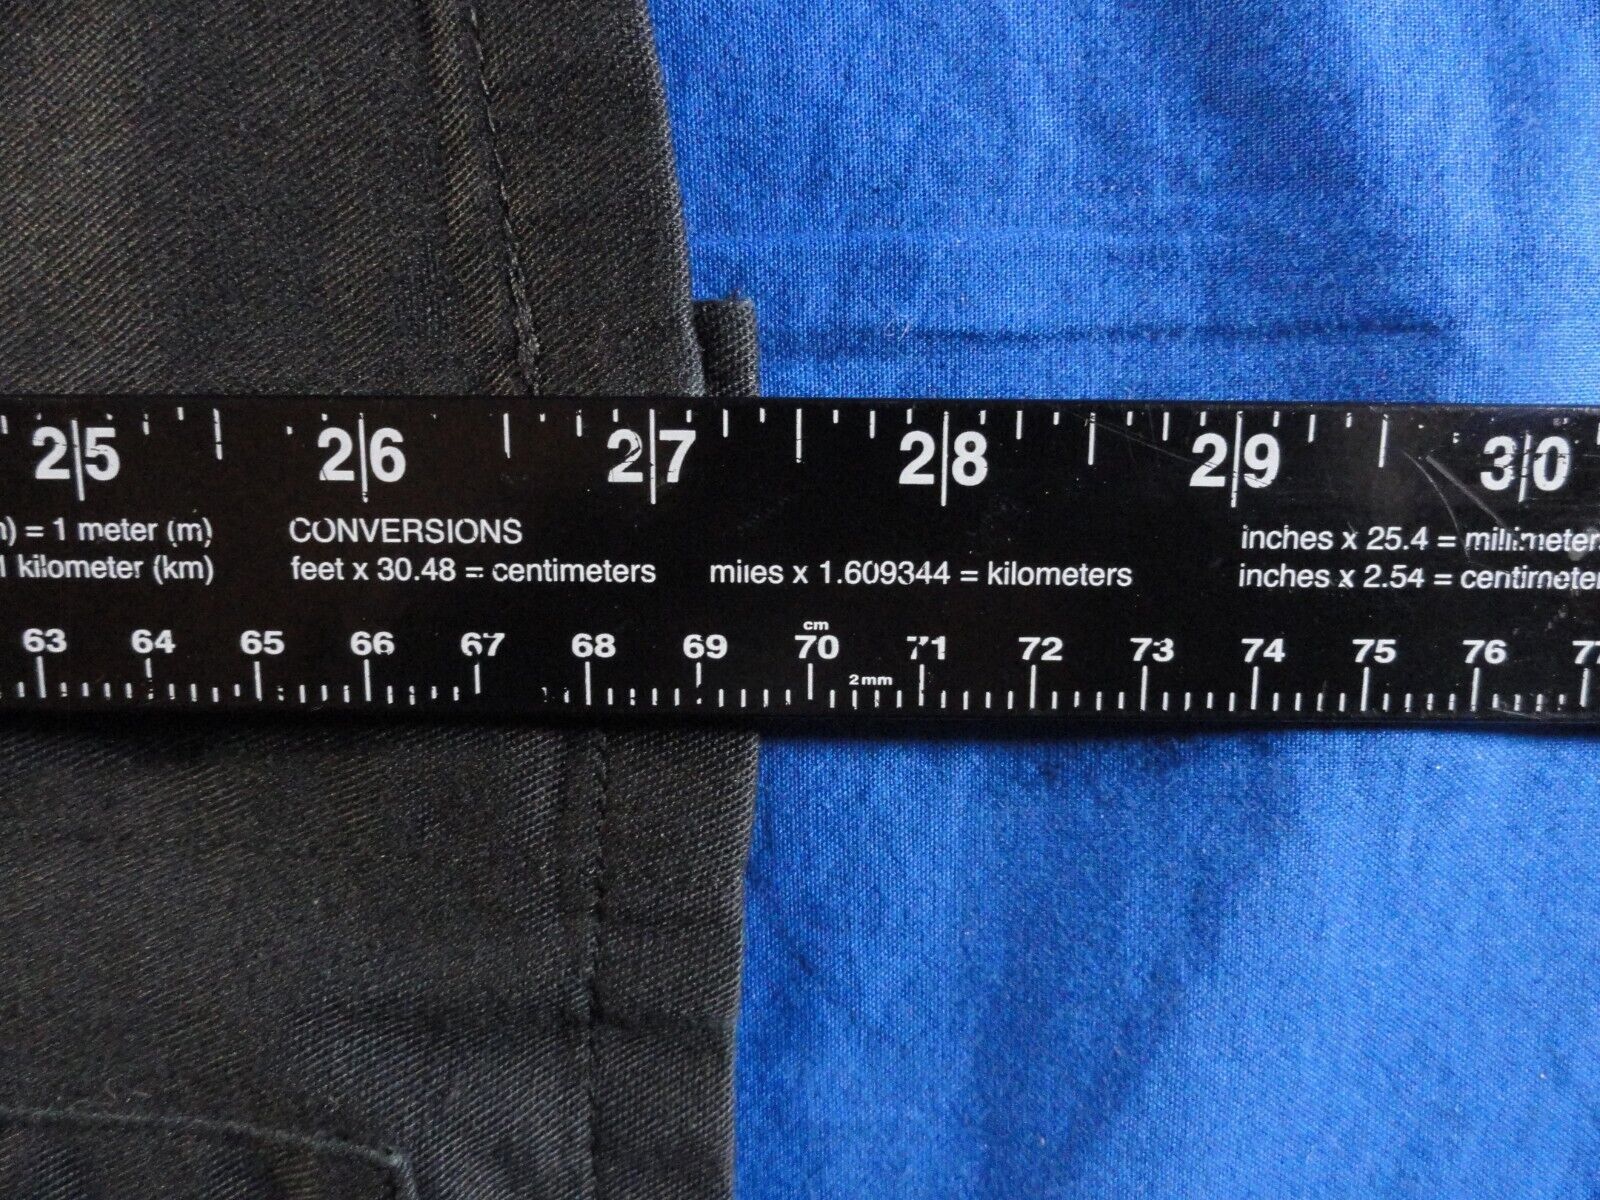 25 26 27 28 29 30
) = 1 meter (m) CONVERSIONS inches x 25.4 = millimeter
1 kilometer (km) feet x 30.48 = centimeters miles x 1.609344 = kilometers inches x 2.54 = centimeter
cm
63 64 65 66 67 68 69 70 71 72 73 74 75 76 77
2mm